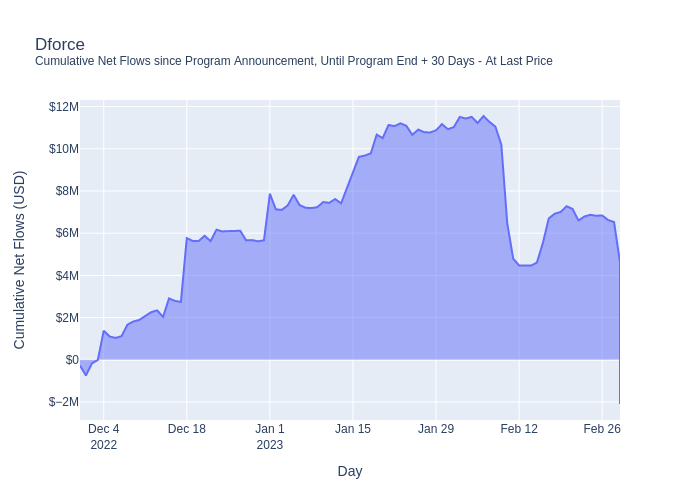 Dforce
Cumulative Net Flows since Program Announcement, Until Program End + 30 Days - At Last Price
Cumulative Net Flows (USD)
$12M
$10M
$8M
$6M
$4M
$2M
$0
$−2M
Dec 4
2022
Dec 18
Jan 1
2023
Jan 15
Jan 29
Feb 12
Feb 26
Day